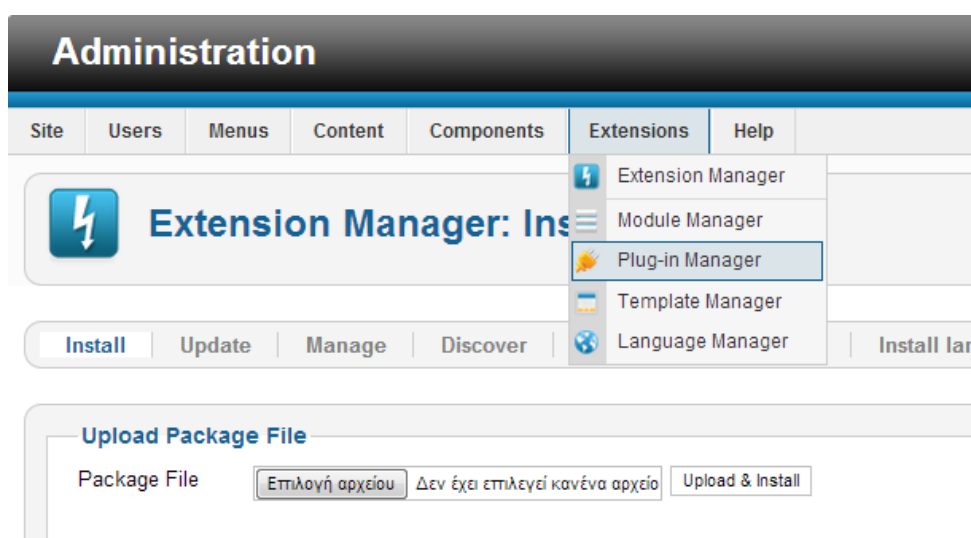 Administration
Site Users Menus Content Components Extensions Help
Extension Manager
Extension Manager: Ins
Module Manager
Plug-in Manager
Template Manager
Language Manager
Install Update Manage Discover Install lan
Upload Package File
Package File Επιλογή αρχείου Δεν έχει επιλεγεί κανένα αρχείο Upload & Install